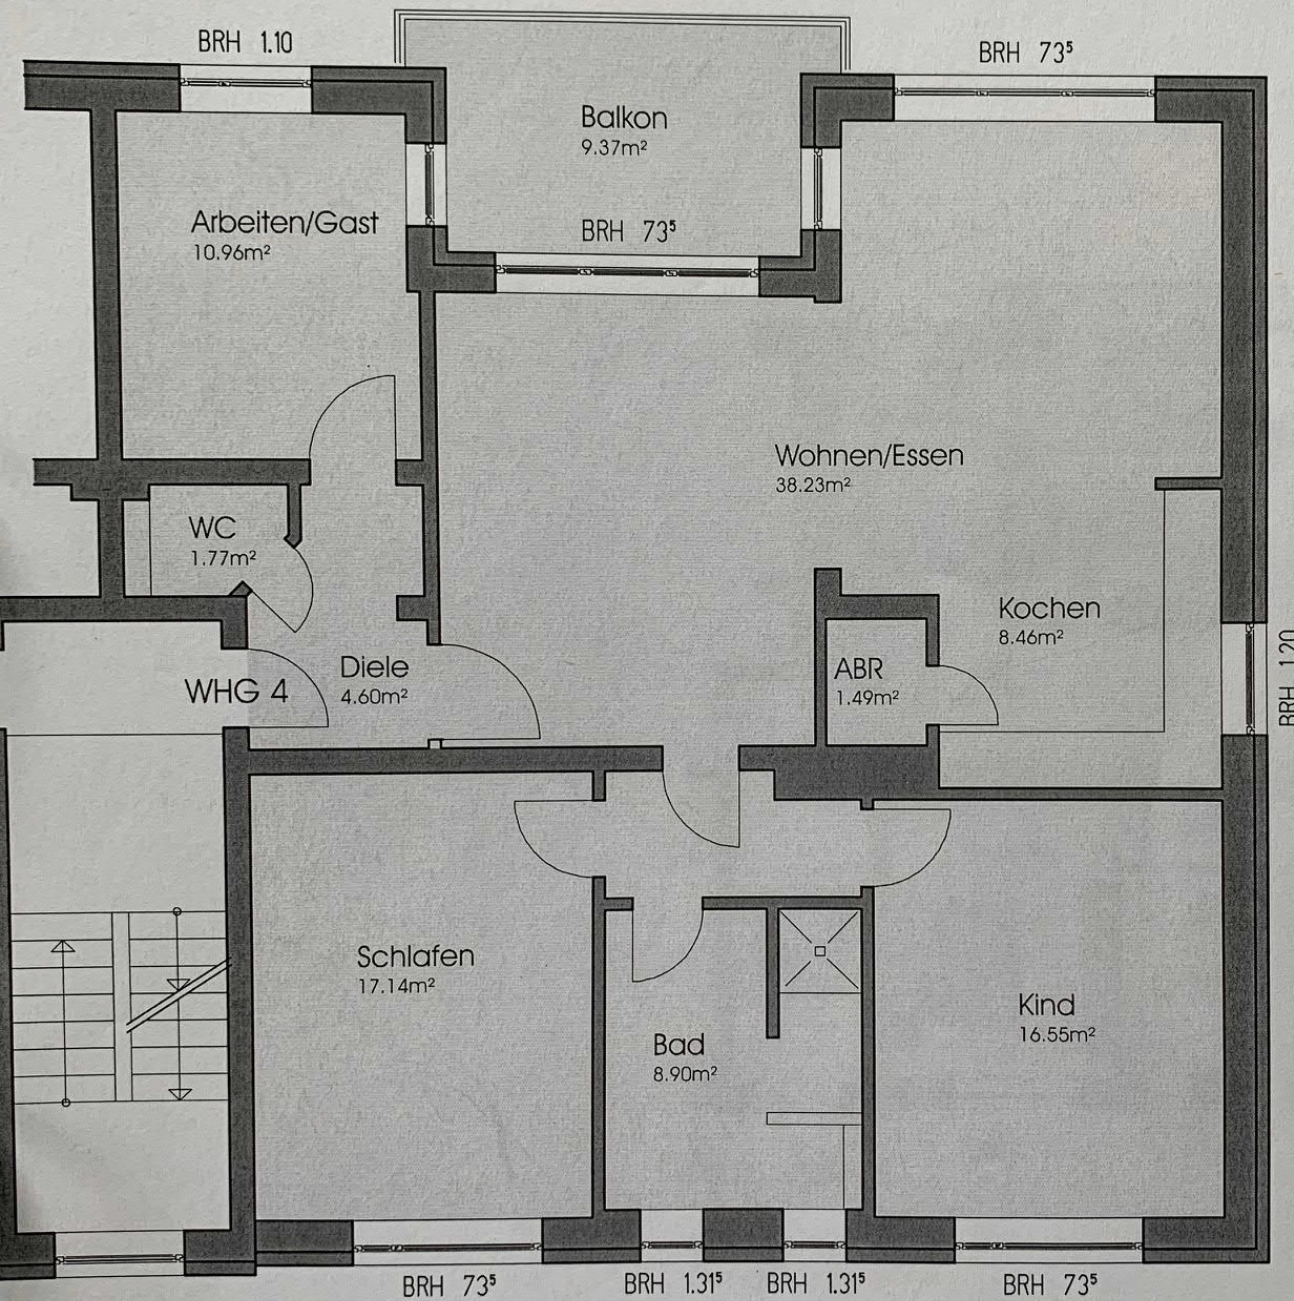 BRH 1.10
BRH 73⁵
Balkon
9.37m²
BRH 73⁵
Arbeiten/Gast
10.96m²
Wohnen/Essen
38.23m²
WC
1.77m²
Kochen
8.46m²
BRH 1.20
Diele
4.60m²
WHG 4
ABR
1.49m²
Schlafen
17.14m²
Bad
8.90m²
Kind
16.55m²
BRH 73⁵
BRH 1.31⁵
BRH 1.31⁵
BRH 73⁵